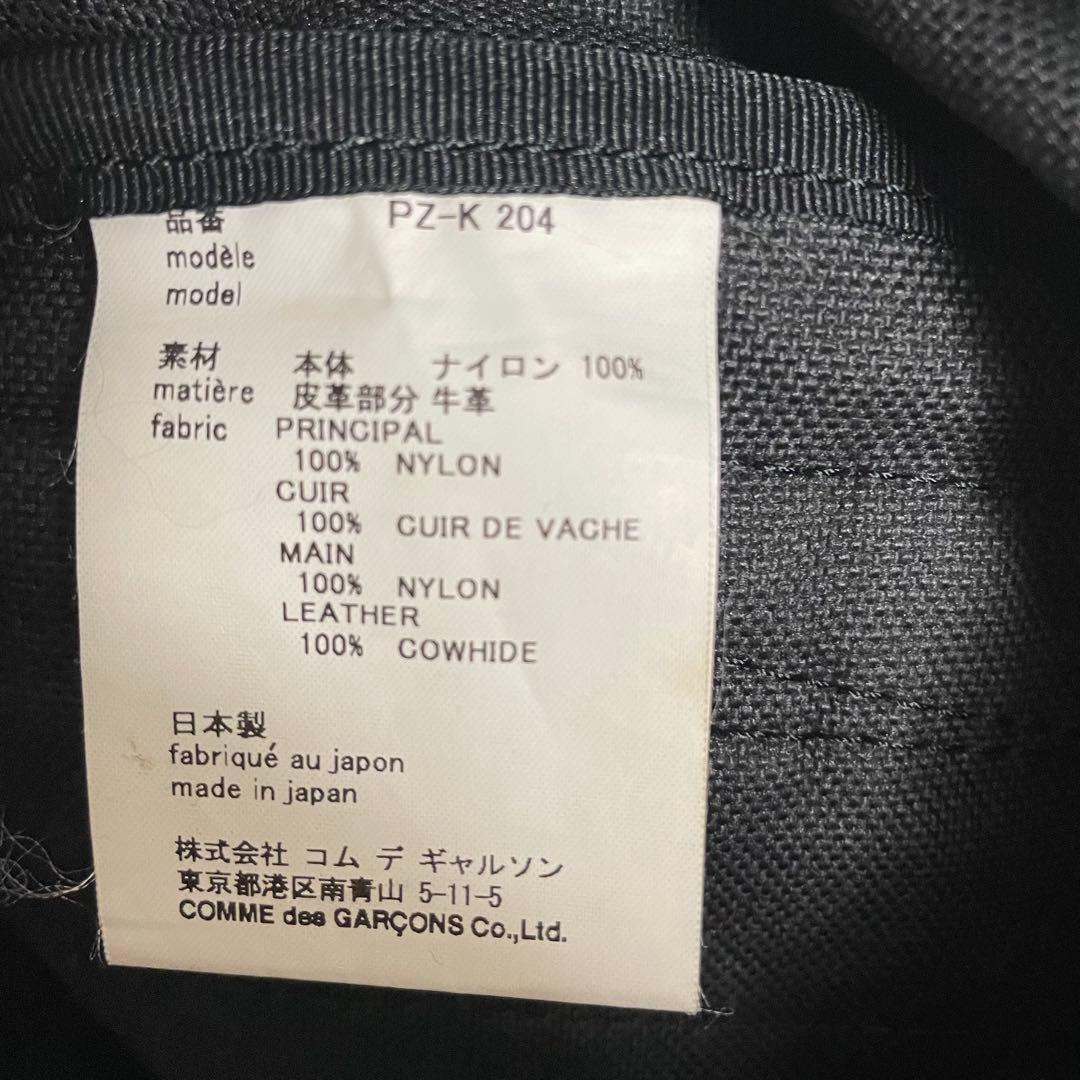 品番 PZ-K 204
modèle
model
素材 本体 ナイロン 100%
matière 皮革部分 牛革
fabric PRINCIPAL
100% NYLON
CUIR
100% CUIR DE VACHE
MAIN
100% NYLON
LEATHER
100% COWHIDE
日本製
fabriqué au japon
made in japan
株式会社 コム デ ギャルソン
東京都港区南青山 5-11-5
COMME des GARÇONS Co.,Ltd.